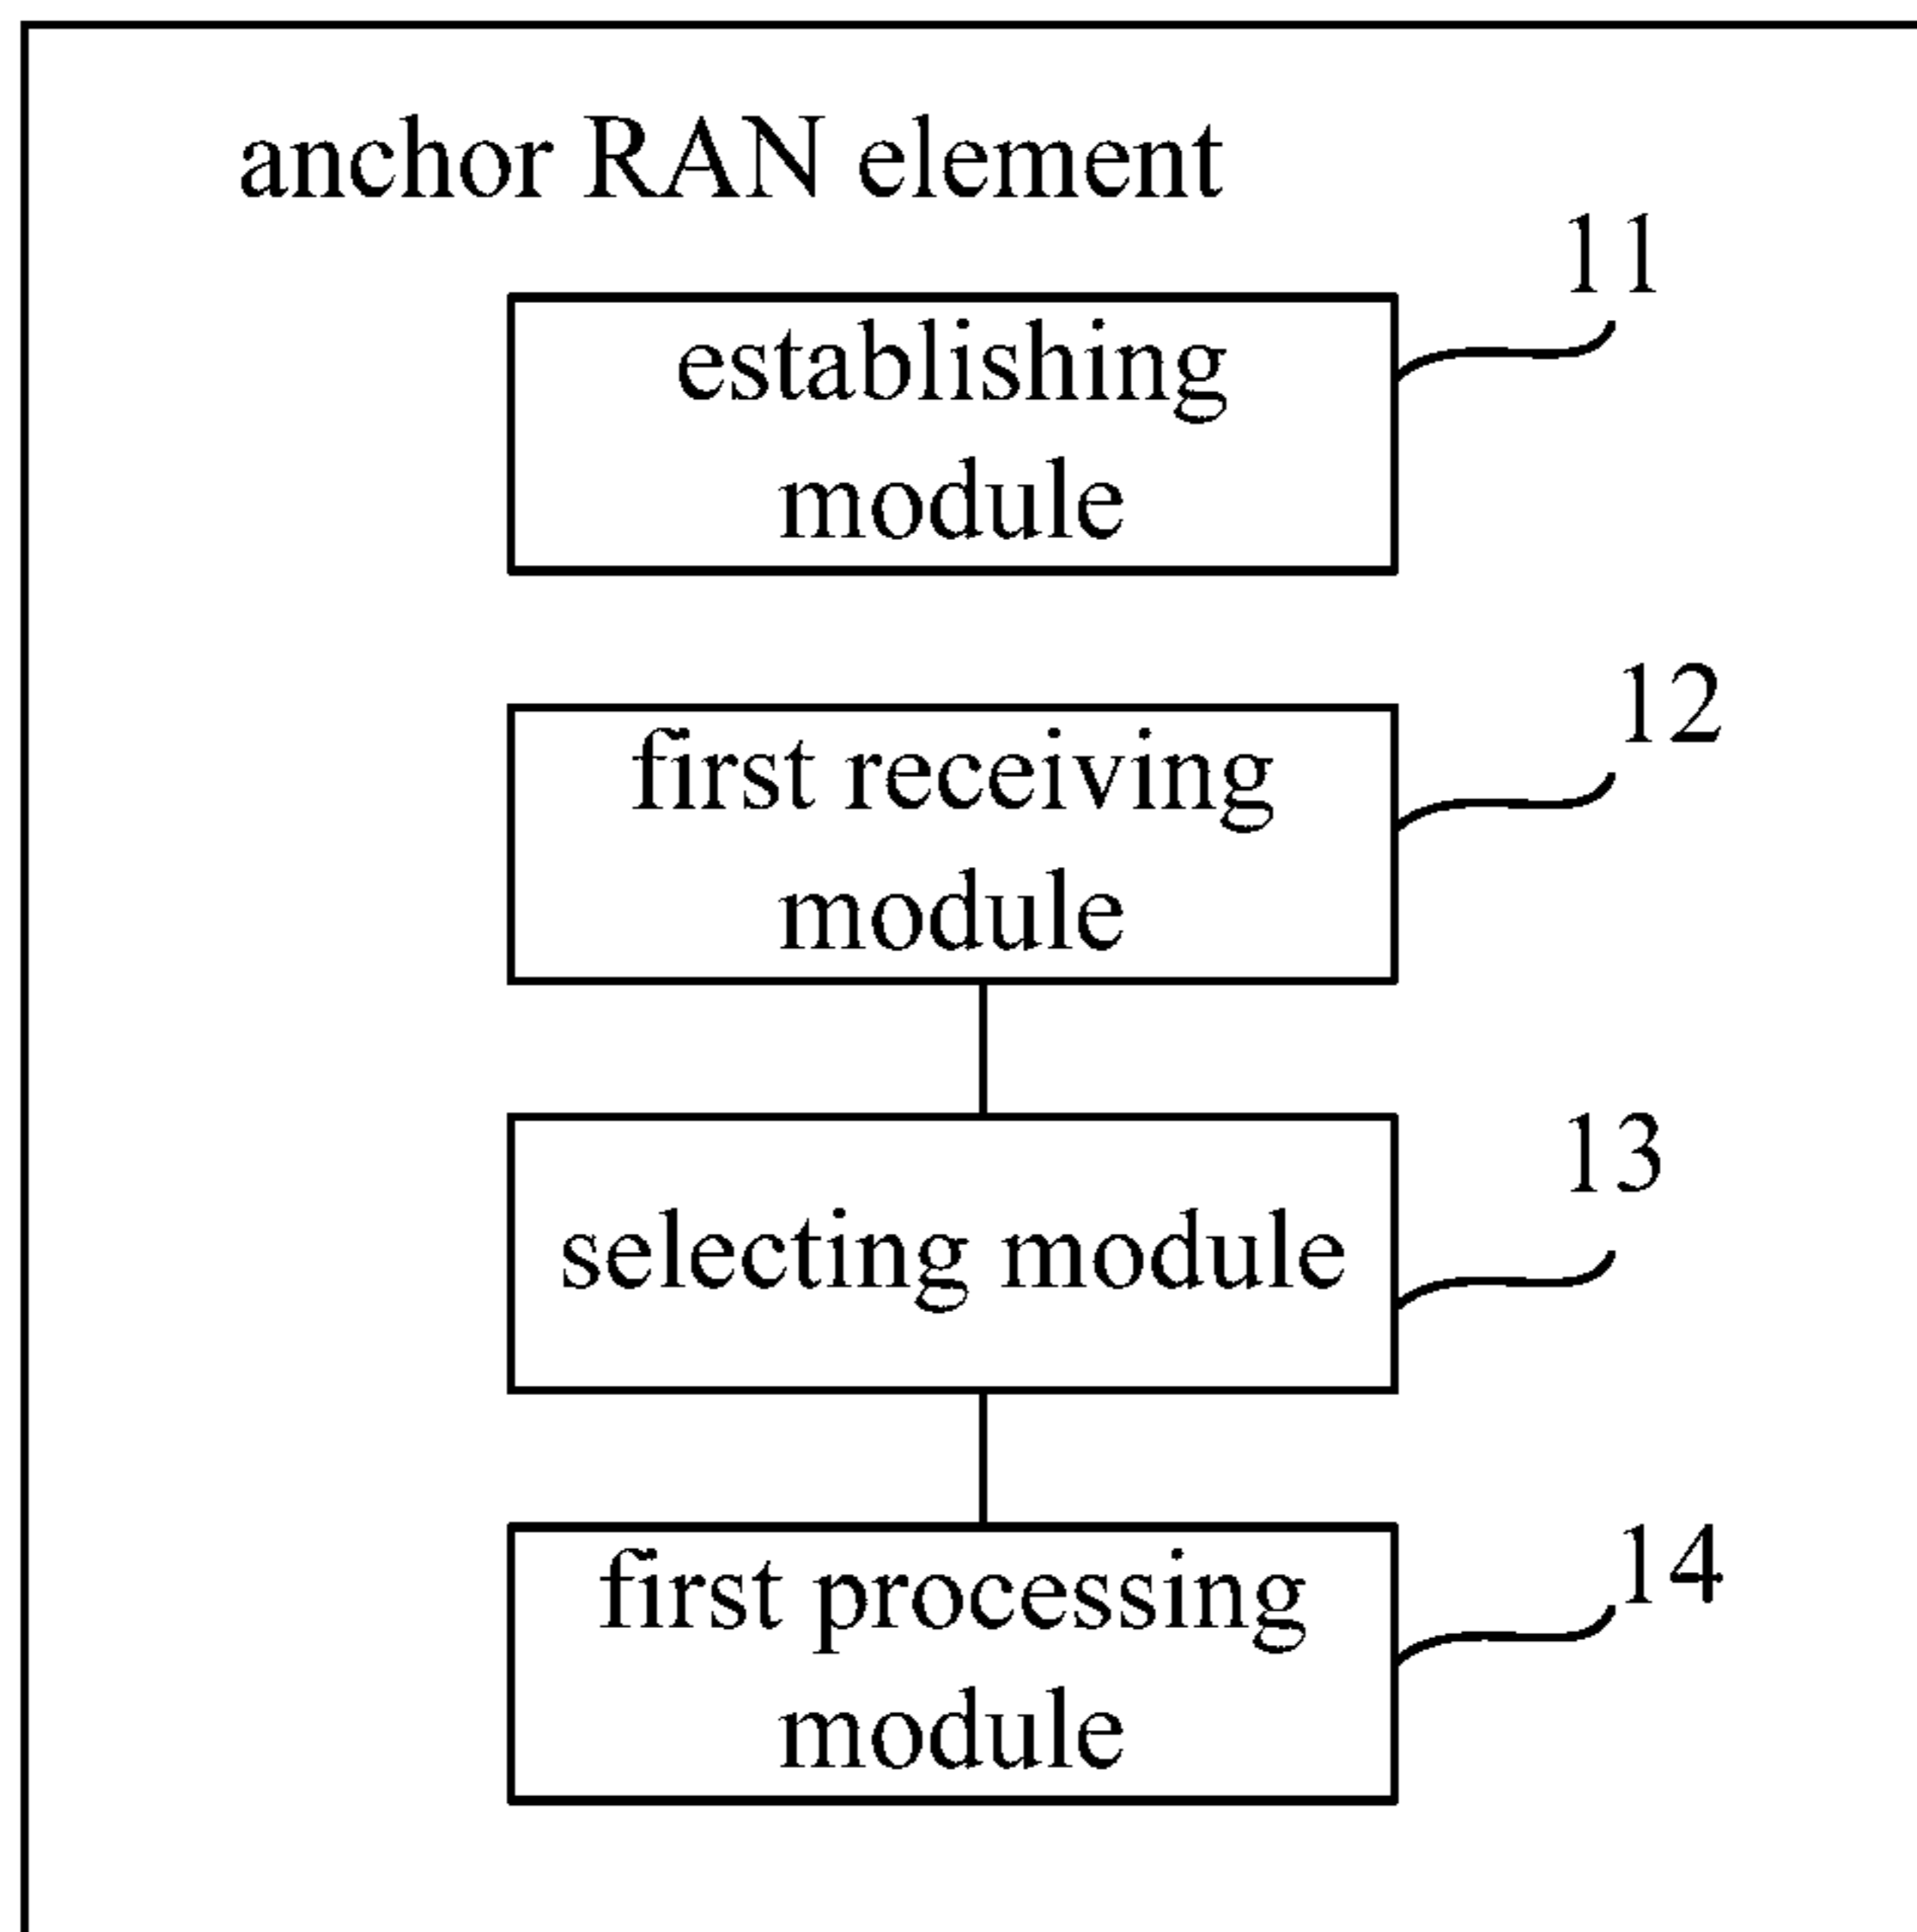 anchor RAN element
11
establishing
module
12
first receiving
module
13
selecting module
14
first processing
module